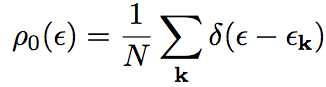 ρ₀(ϵ) = 1/N ∑_𝐤 δ(ϵ − ϵ_𝐤)